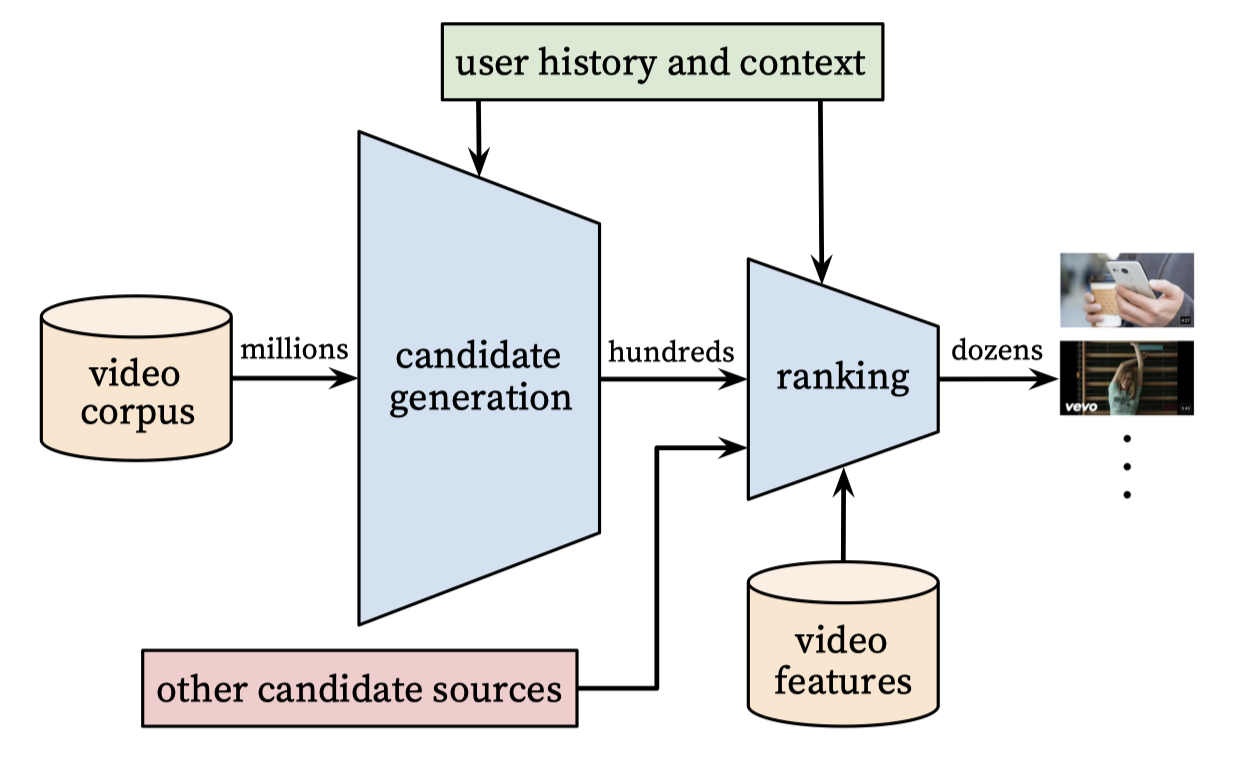 user history and context
millions
hundreds
dozens
video
corpus
candidate
generation
ranking
vevo
other candidate sources
video
features